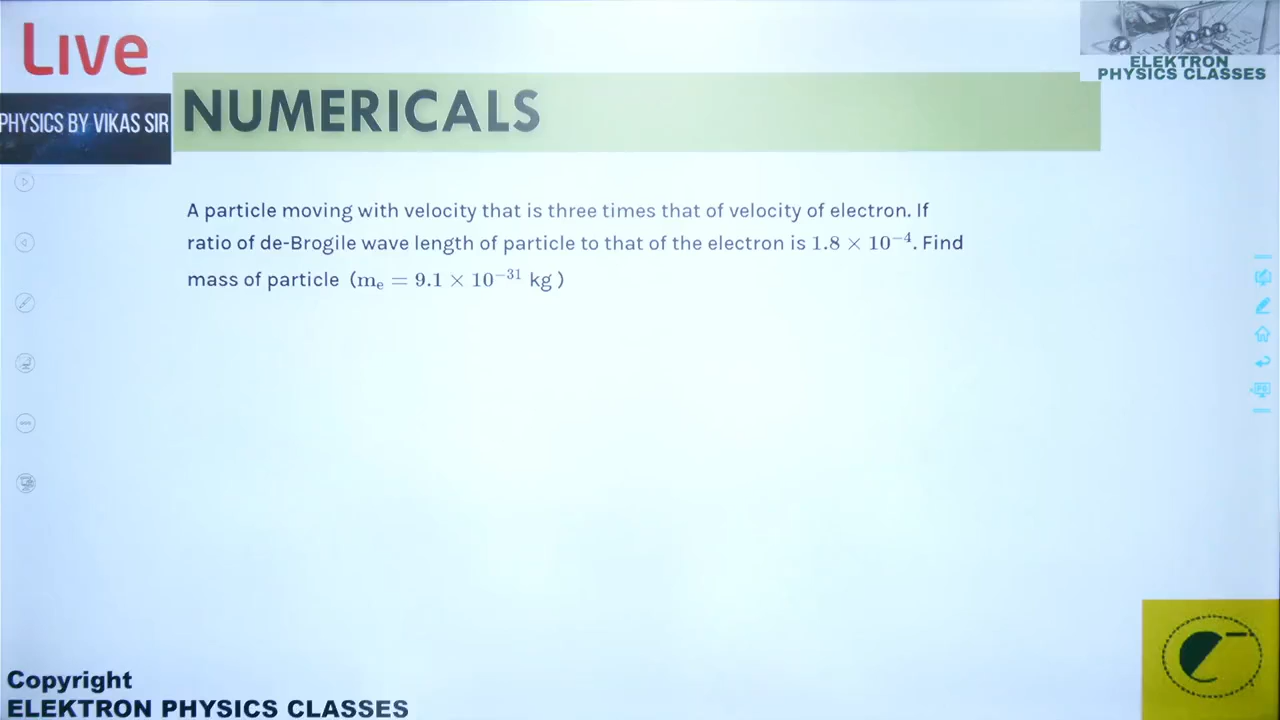 Live
ELEKTRON
PHYSICS CLASSES
PHYSICS BY VIKAS SIR
NUMERICALS
A particle moving with velocity that is three times that of velocity of electron. If
ratio of de-Brogile wave length of particle to that of the electron is 1.8 × 10⁻⁴. Find
mass of particle (mₑ = 9.1 × 10⁻³¹ kg )
Copyright
ELEKTRON PHYSICS CLASSES